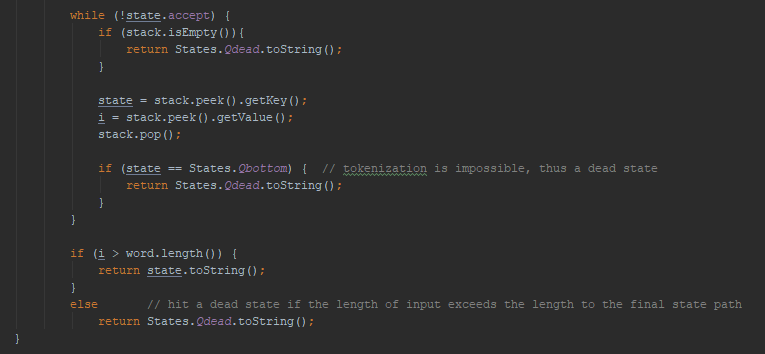 while (!state.accept) {
if (stack.isEmpty()){
return States.Qdead.toString();
}
state = stack.peek().getKey();
i = stack.peek().getValue();
stack.pop();
if (state == States.Qbottom) { // tokenization is impossible, thus a dead state
return States.Qdead.toString();
}
}
if (i > word.length()) {
return state.toString();
}
else // hit a dead state if the length of input exceeds the length to the final state path
return States.Qdead.toString();
}